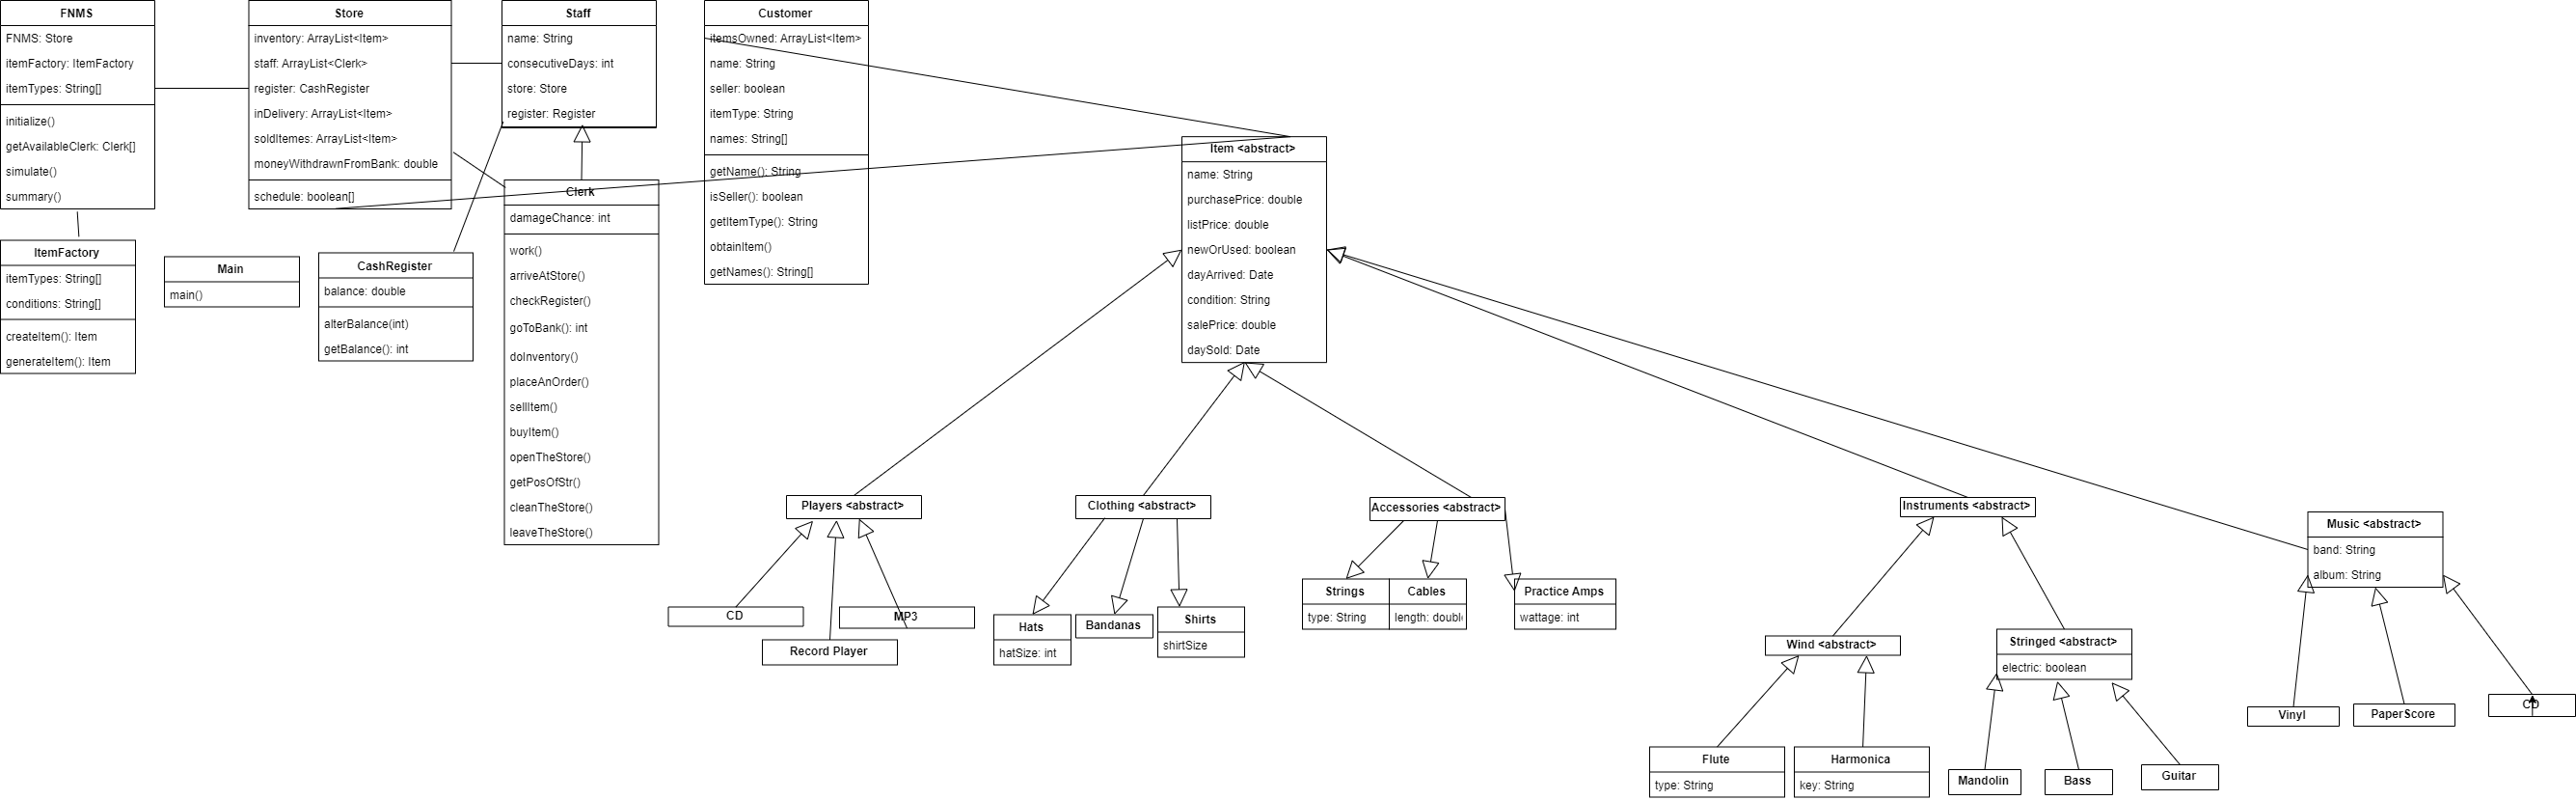 FNMS
FNMS: Store
itemFactory: ItemFactory
itemTypes: String[]
initialize()
getAvailableClerk: Clerk[]
simulate()
summary()
Store
inventory: ArrayList<Item>
staff: ArrayList<Clerk>
register: CashRegister
inDelivery: ArrayList<Item>
soldItemes: ArrayList<Item>
moneyWithdrawnFromBank: double
schedule: boolean[]
Staff
name: String
consecutiveDays: int
store: Store
register: Register
Customer
itemsOwned: ArrayList<Item>
name: String
seller: boolean
itemType: String
names: String[]
getName(): String
isSeller(): boolean
getItemType(): String
obtainItem()
getNames(): String[]
Item <abstract>
name: String
purchasePrice: double
listPrice: double
newOrUsed: boolean
dayArrived: Date
condition: String
salePrice: double
daySold: Date
Clerk
damageChance: int
work()
arriveAtStore()
checkRegister()
goToBank(): int
doInventory()
placeAnOrder()
sellItem()
buyItem()
openTheStore()
getPosOfStr()
cleanTheStore()
leaveTheStore()
ItemFactory
itemTypes: String[]
conditions: String[]
createItem(): Item
generateItem(): Item
Main
main()
CashRegister
balance: double
alterBalance(int)
getBalance(): int
Players <abstract>
Clothing <abstract>
Accessories <abstract>
Instruments <abstract>
Music <abstract>
band: String
album: String
CD
Record Player
MP3
Hats
hatSize: int
Bandanas
Shirts
shirtSize
Strings
type: String
Cables
length: doubl
Practice Amps
wattage: int
Wind <abstract>
Stringed <abstract>
electric: boolean
Vinyl
PaperScore
CD
Flute
type: String
Harmonica
key: String
Mandolin
Bass
Guitar